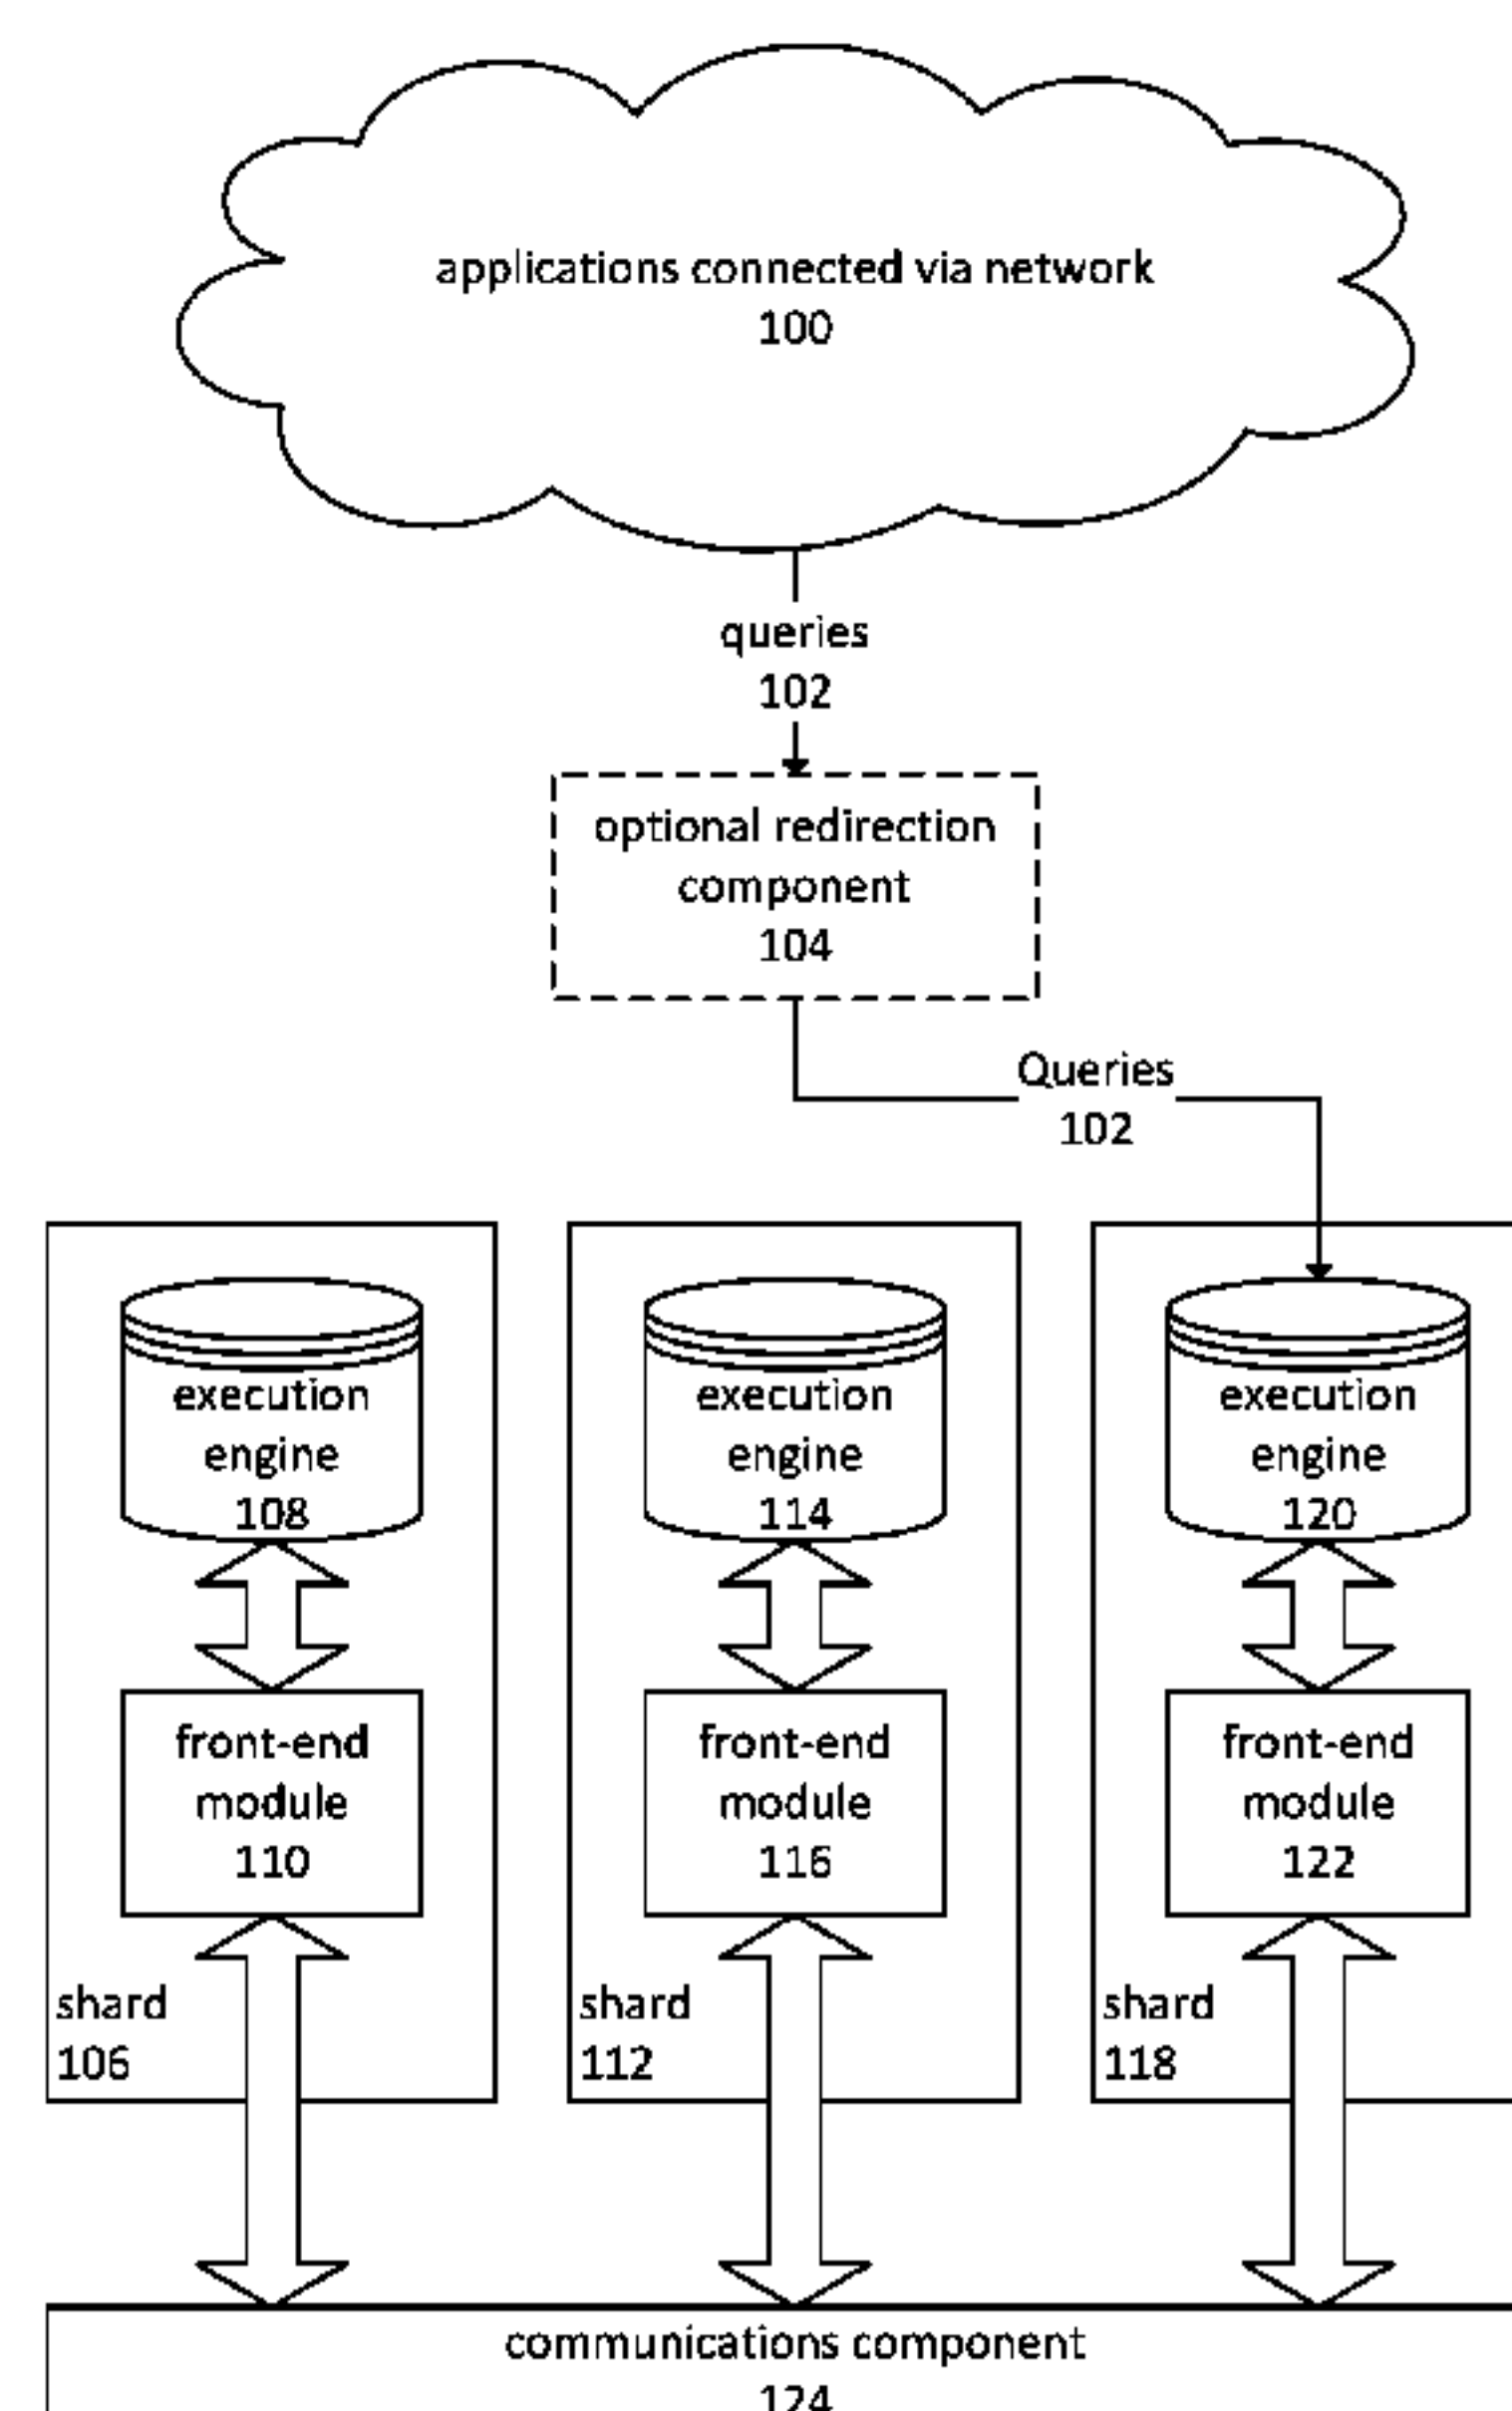 applications connected via network
100
queries
102
optional redirection
component
104
Queries
102
execution
engine
108
execution
engine
114
execution
engine
120
front-end
module
110
front-end
module
116
front-end
module
122
shard
106
shard
112
shard
118
communications component
124